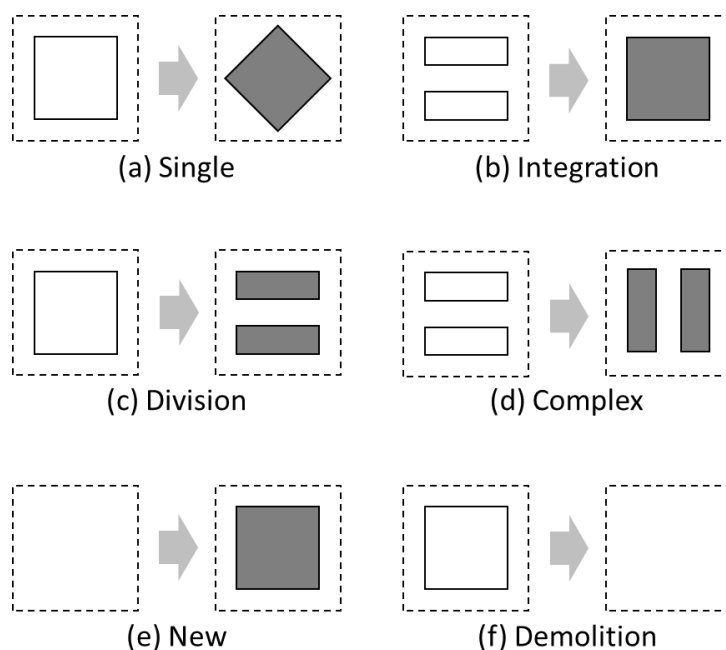 (a) Single
(b) Integration
(c) Division
(d) Complex
(e) New
(f) Demolition